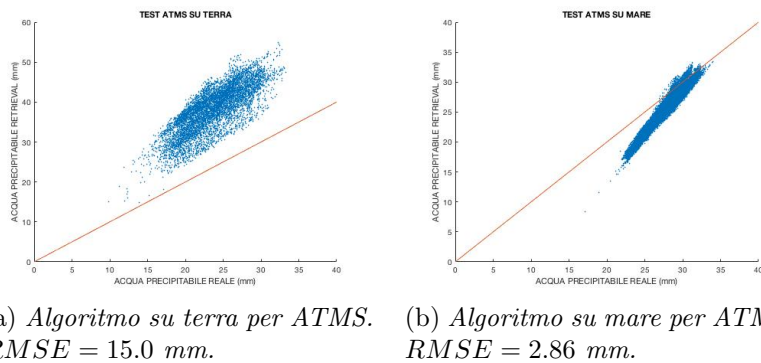 TEST ATMS SU TERRA
ACQUA PRECIPITABILE RETRIEVAL (mm)
60
50
40
30
20
10
0
0 5 10 15 20 25 30 35 40
ACQUA PRECIPITABILE REALE (mm)
TEST ATMS SU MARE
ACQUA PRECIPITABILE RETRIEVAL (mm)
40
35
30
25
20
15
10
5
0
0 5 10 15 20 25 30 35 40
ACQUA PRECIPITABILE REALE (mm)
a) Algoritmo su terra per ATMS.
MSE = 15.0 mm.
(b) Algoritmo su mare per ATM
RMSE = 2.86 mm.